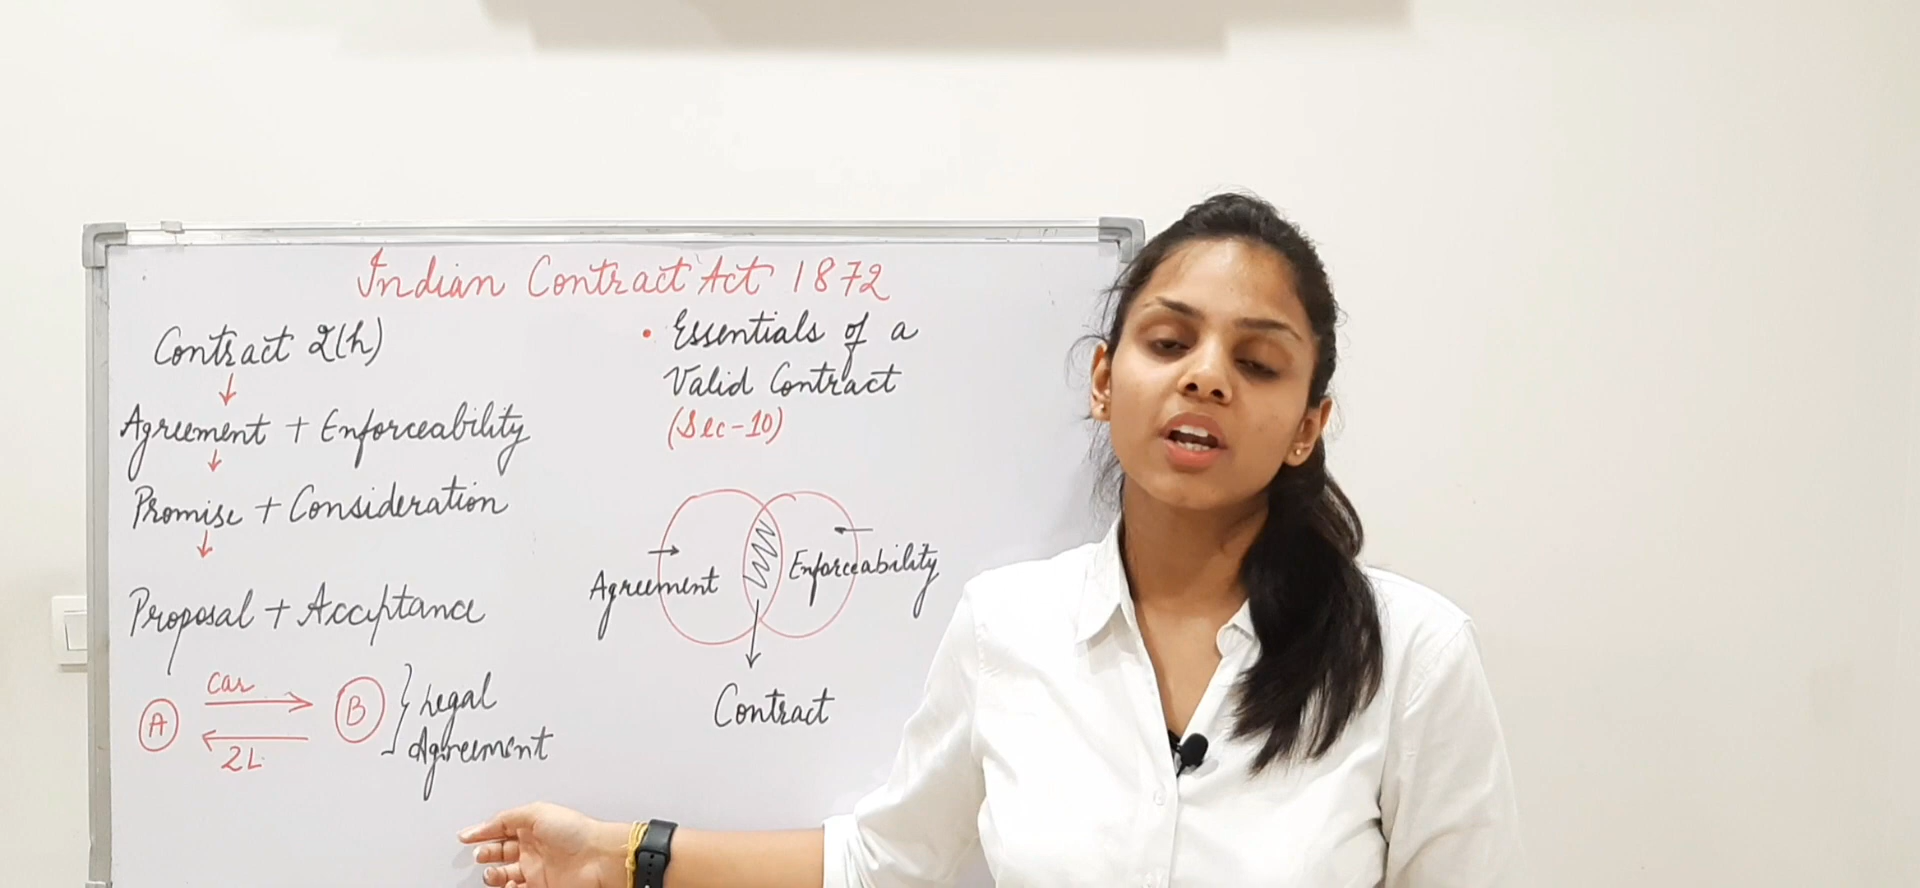 Indian Contract Act 1872
Contract 2(h)
Agreement + Enforceability
Promise + Consideration
Proposal + Acceptance
A
car
2L
B
Legal
Agreement
• Essentials of a
Valid Contract
(Sec-10)
Agreement
Enforceability
Contract